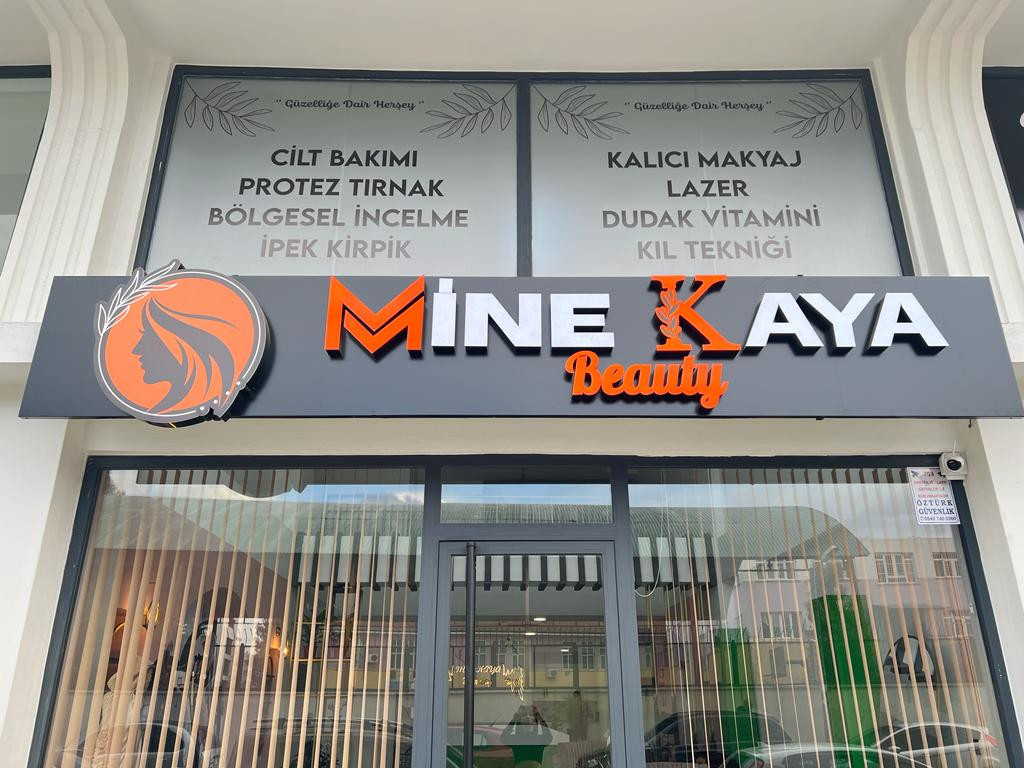 " Güzelliğe Dair Herşey "
CİLT BAKIMI
PROTEZ TIRNAK
BÖLGESEL İNCELME
İPEK KİRPİK
" Güzelliğe Dair Herşey "
KALICI MAKYAJ
LAZER
DUDAK VİTAMİNİ
KIL TEKNİĞİ
MİNE KAYA
Beauty
ÖZTÜRK
GÜVENLİK